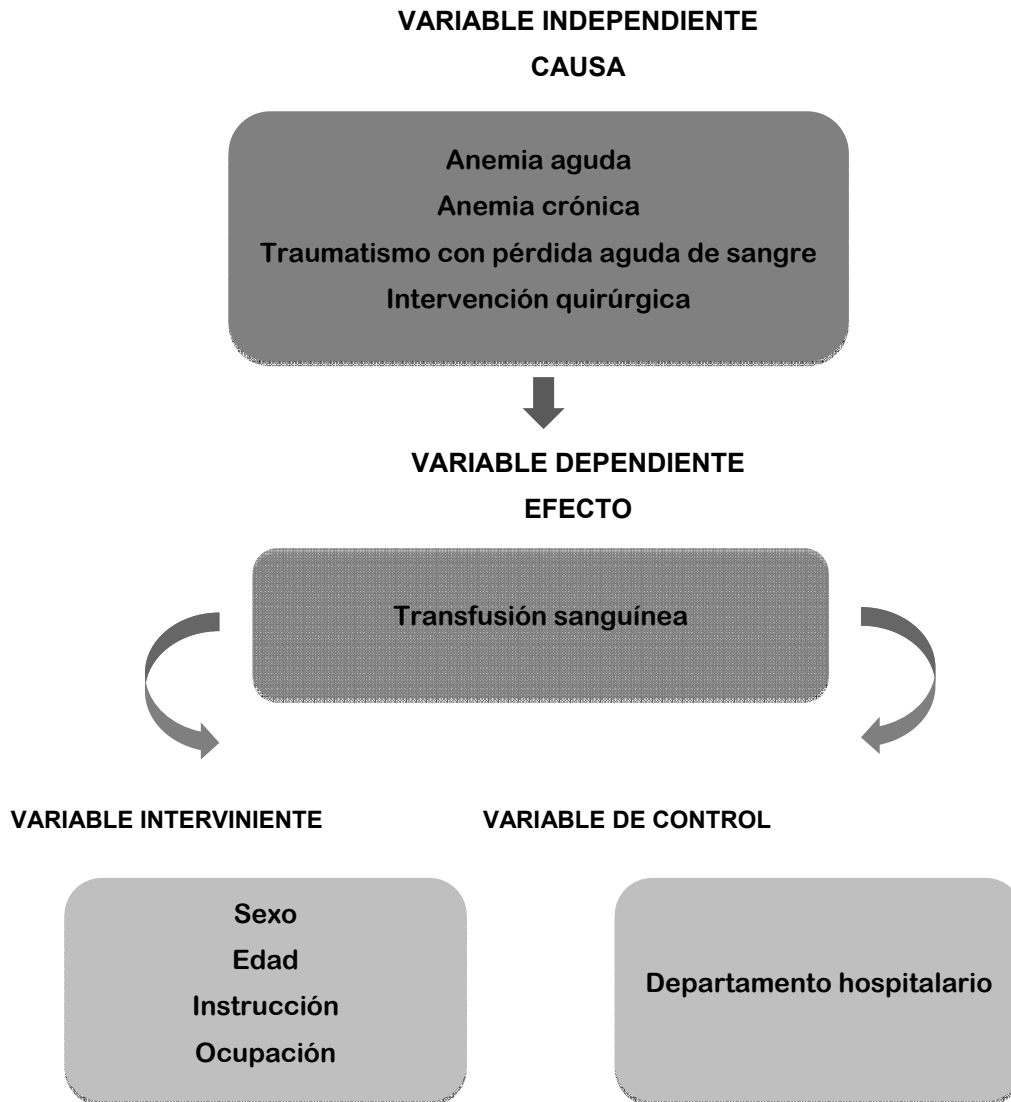 VARIABLE INDEPENDIENTE
CAUSA
Anemia aguda
Anemia crónica
Traumatismo con pérdida aguda de sangre
Intervención quirúrgica
VARIABLE DEPENDIENTE
EFECTO
Transfusión sanguínea
VARIABLE INTERVINIENTE
VARIABLE DE CONTROL
Sexo
Edad
Instrucción
Ocupación
Departamento hospitalario